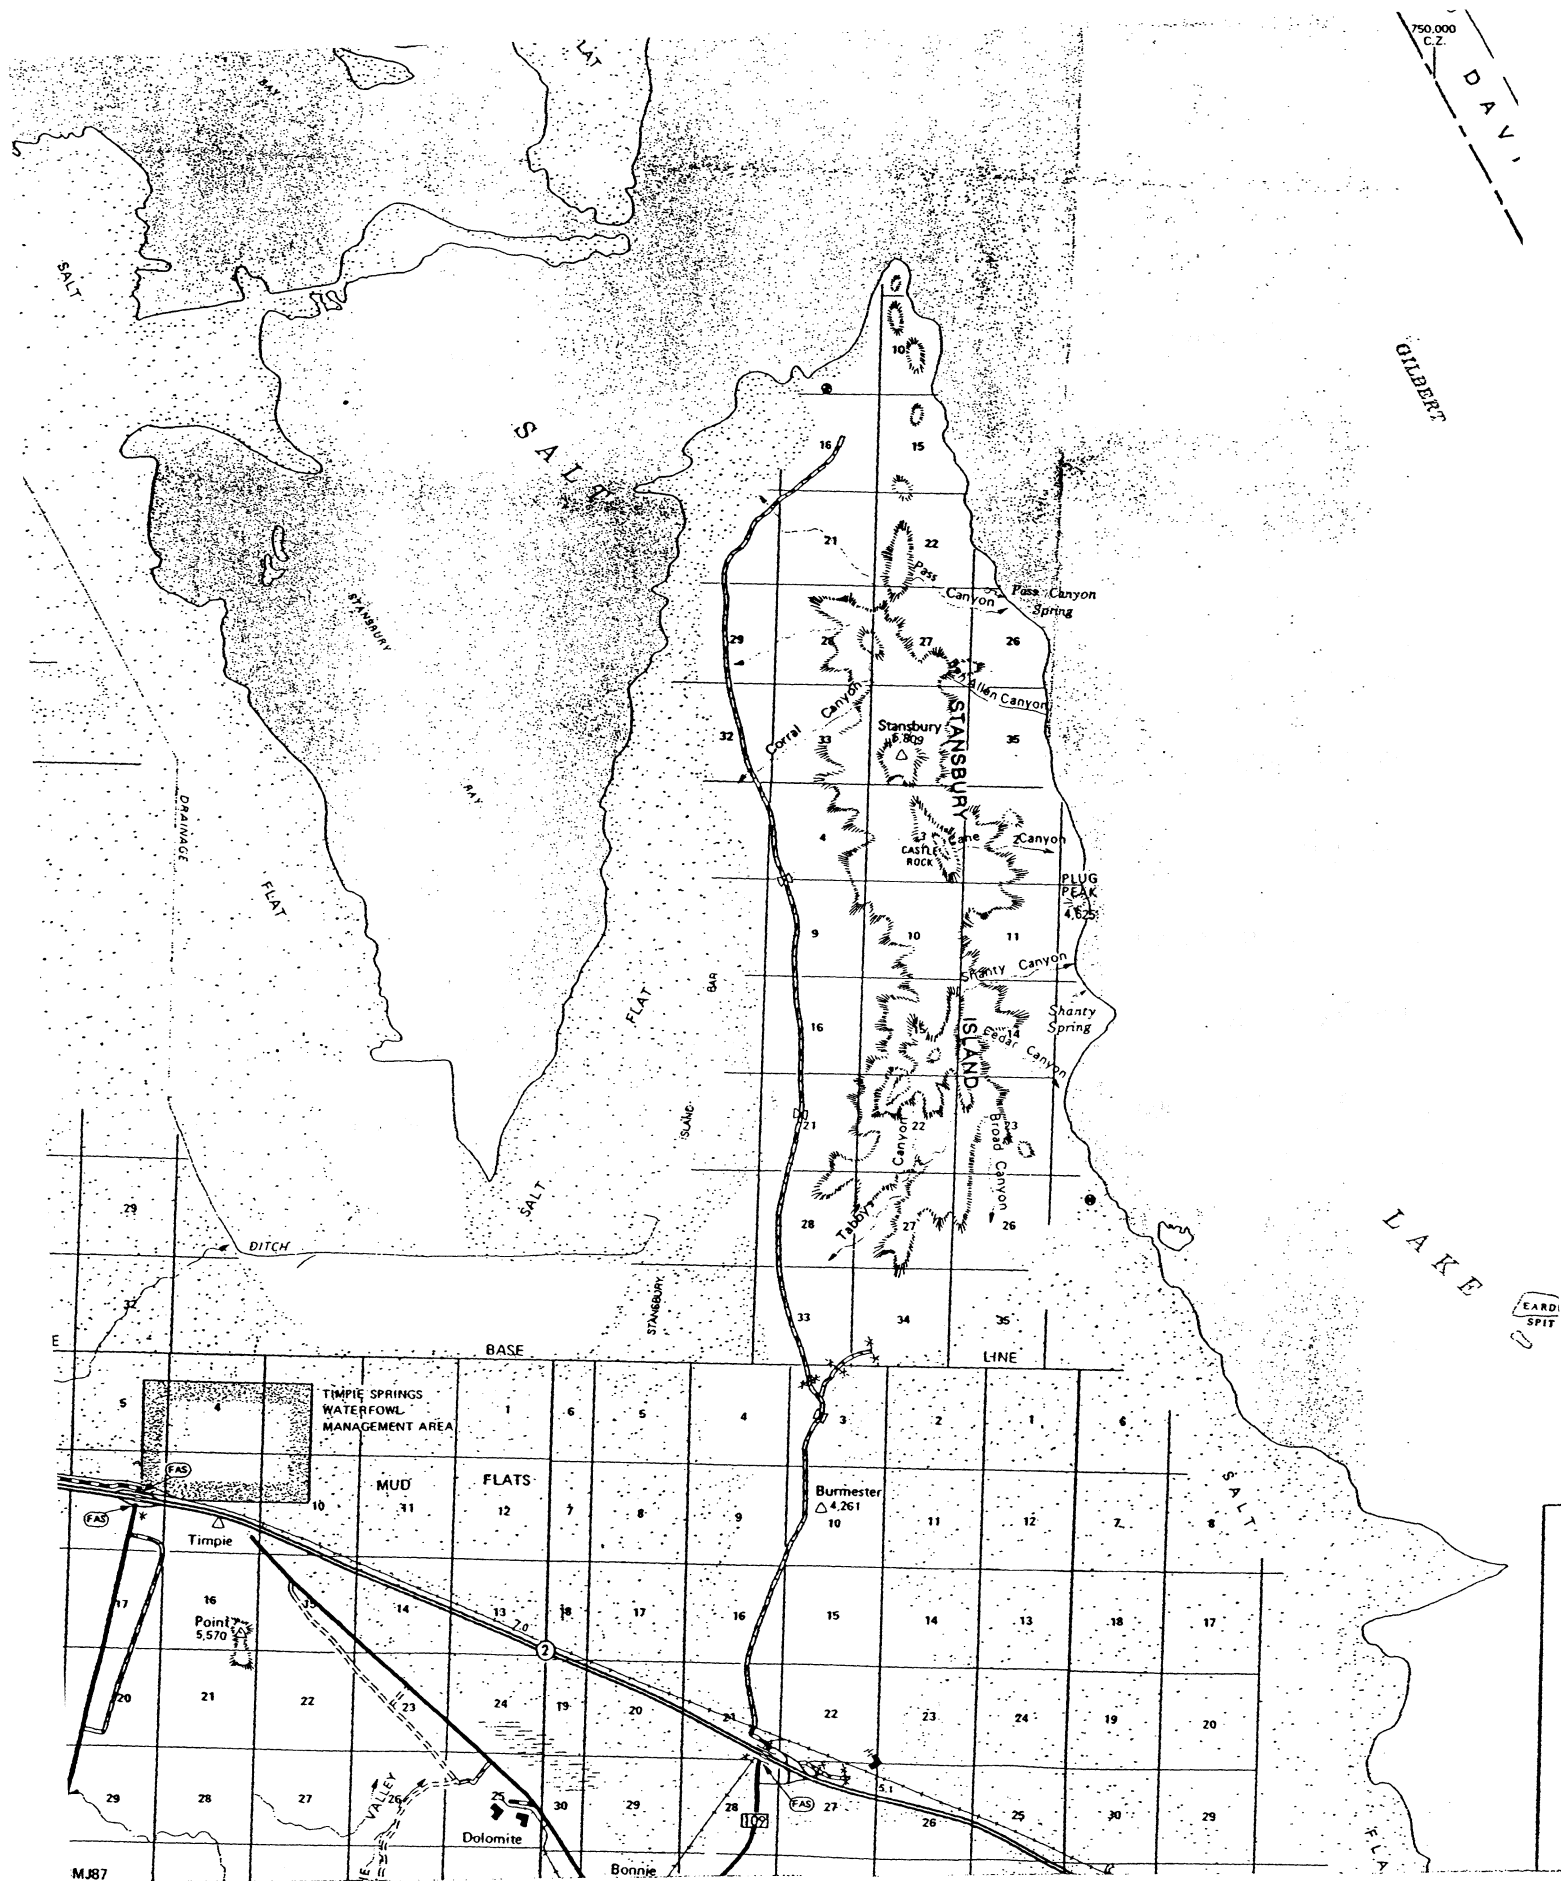 750,000
C.Z.
DAVI
LAT
BAY
SALT
GILBERT
10
SALT
16
15
21
22
Pass
Canyon
Pass Canyon
Spring
STANSBURY
29
28
27
26
Allen Canyon
Corral Canyon
Stansbury
STANSBURY
32
33
35
BAY
DRAINAGE
4
3
Cane
2
Canyon
CASTLE
ROCK
PLUG
PEAK
4,625
FLAT
9
10
11
Shanty Canyon
BAR
FLAT
Shanty
Spring
16
ISLAND
14
Cedar Canyon
ISLAND
21
22
23
Canyon
Broad Canyon
SALT
29
28
Tabbys
27
26
LAKE
DITCH
32
STANSBURY
33
34
35
EARD
SPIT
E
BASE
LINE
TIMPIE SPRINGS
WATERFOWL
MANAGEMENT AREA
5
4
1
6
5
4
3
2
1
6
FAS
MUD
FLATS
SALT
Burmester
4,261
10
11
12
7
8
9
10
11
12
7
8
FAS
Timpie
17
16
15
14
13
18
17
16
15
14
13
18
17
7.0
Point
5,570
2
20
21
22
23
24
19
20
21
22
23
24
19
20
29
28
27
26
VALLEY
25
30
29
28
109
FAS
27
5.1
26
25
30
29
Dolomite
Bonnie
FLA
MJ87